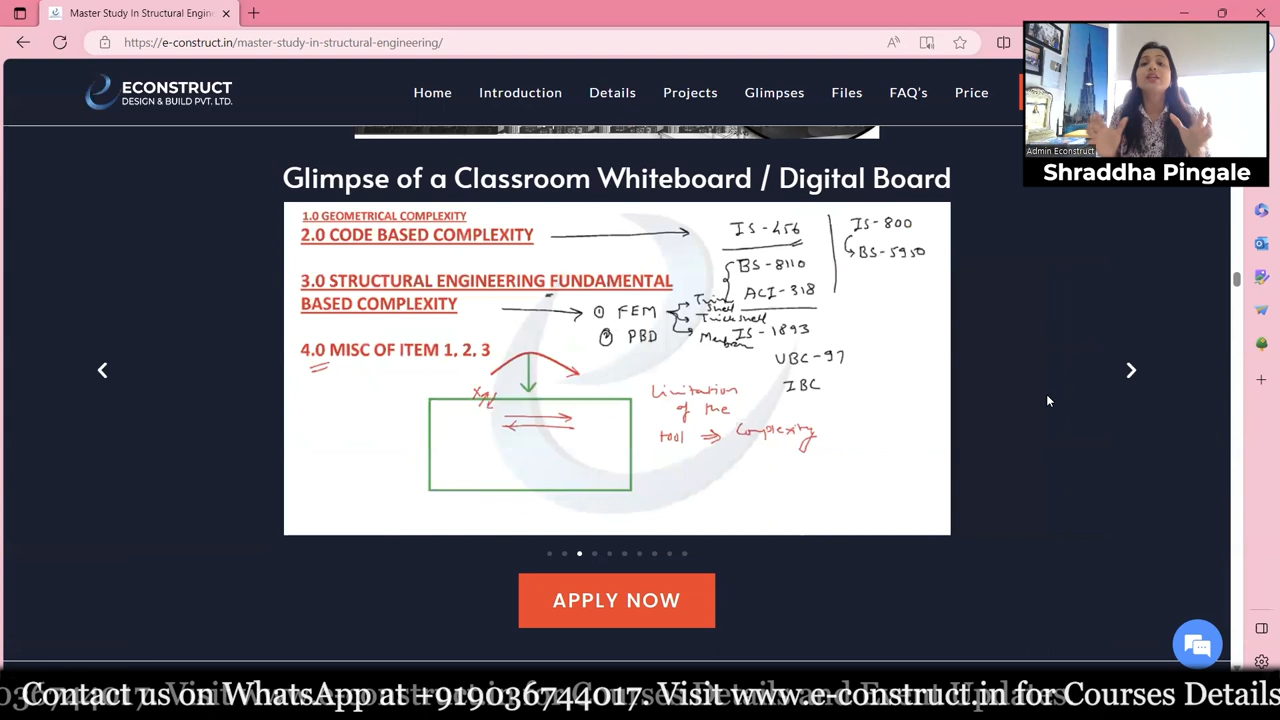 Master Study In Structural Engin
https://e-construct.in/master-study-in-structural-engineering/
ECONSTRUCT
DESIGN & BUILD PVT. LTD.
Home Introduction Details Projects Glimpses Files FAQ's Price
Admin Econstruct
Shraddha Pingale
Glimpse of a Classroom Whiteboard / Digital Board
1.0 GEOMETRICAL COMPLEXITY
2.0 CODE BASED COMPLEXITY
IS-456
IS-800
BS-8110
BS-5950
3.0 STRUCTURAL ENGINEERING FUNDAMENTAL
BASED COMPLEXITY
ACI-318
① FEM
Thin shell
Thick shell
② PBD
IS-1893
4.0 MISC OF ITEM 1, 2, 3
UBC-97
IBC
Limitation
of the
tool ⇒ Complexity
APPLY NOW
Contact us on WhatsApp at +919036744017. Visit www.e-construct.in for Courses Details